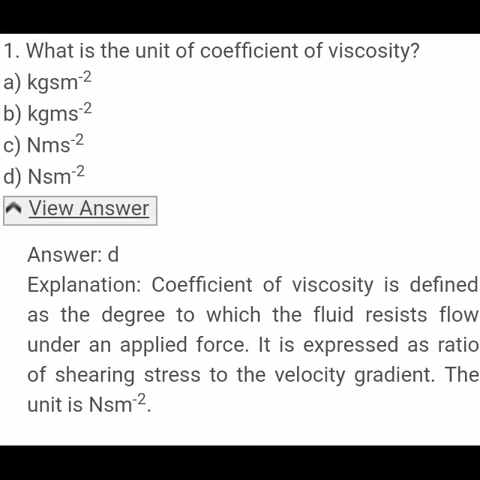 1. What is the unit of coefficient of viscosity?
a) kgsm⁻²
b) kgms⁻²
c) Nms⁻²
d) Nsm⁻²
View Answer
Answer: d
Explanation: Coefficient of viscosity is defined
as the degree to which the fluid resists flow
under an applied force. It is expressed as ratio
of shearing stress to the velocity gradient. The
unit is Nsm⁻².